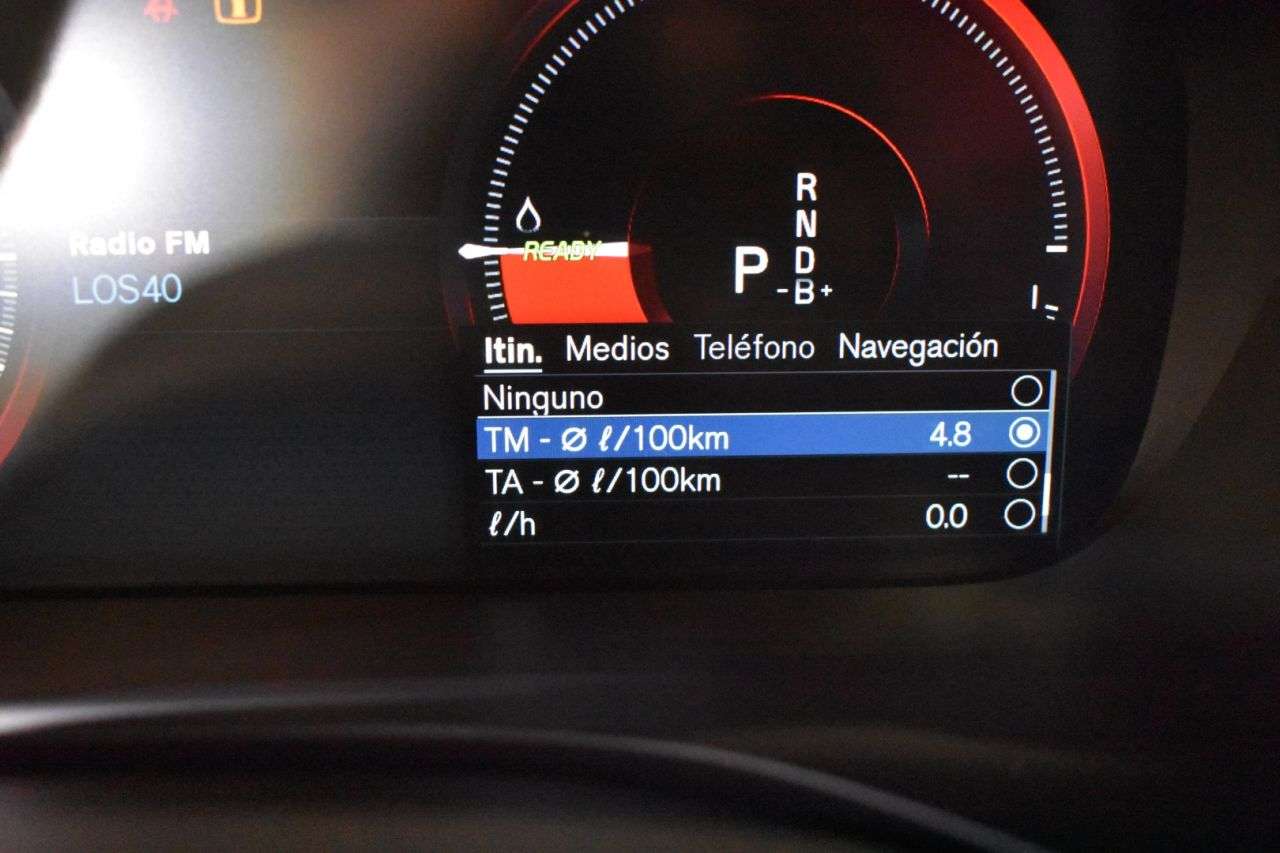 Radio FM
LOS40
READY
R
N
P D
-B+
Itin. Medios Teléfono Navegación
Ninguno
TM - Ø ℓ/100km 4.8
TA - Ø ℓ/100km --
ℓ/h 0.0